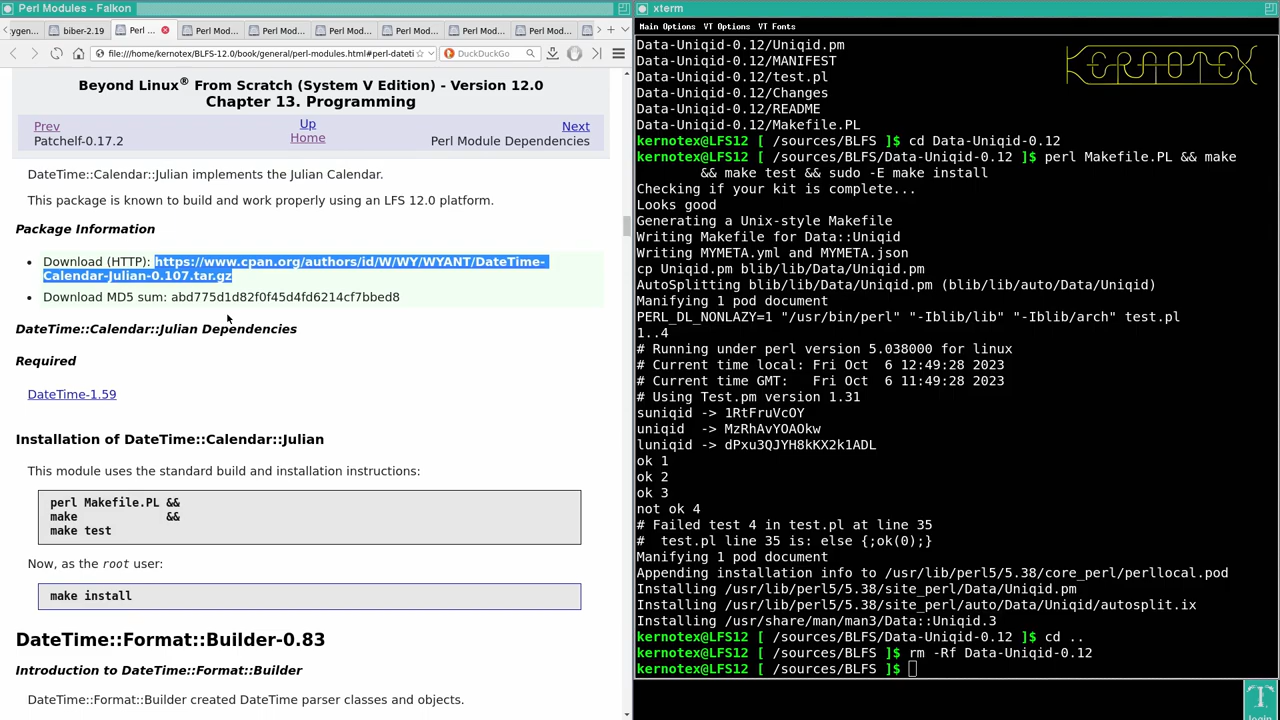 Perl Modules - Falkon
ygen... biber-2.19 Perl ... Perl Mo... Perl Mo... Perl Mo... Perl Mo... Perl Mo... Perl Mod...
file:///home/kernotex/BLFS-12.0/book/general/perl-modules.html#perl-dateti DuckDuckGo
Beyond Linux® From Scratch (System V Edition) - Version 12.0
Chapter 13. Programming
Prev Up Next
Patchelf-0.17.2 Home Perl Module Dependencies
DateTime::Calendar::Julian implements the Julian Calendar.
This package is known to build and work properly using an LFS 12.0 platform.
Package Information
• Download (HTTP): https://www.cpan.org/authors/id/W/WY/WYANT/DateTime-
Calendar-Julian-0.107.tar.gz
• Download MD5 sum: abd775d1d82f0f45d4fd6214cf7bbed8
DateTime::Calendar::Julian Dependencies
Required
DateTime-1.59
Installation of DateTime::Calendar::Julian
This module uses the standard build and installation instructions:
perl Makefile.PL &&
make &&
make test
Now, as the root user:
make install
DateTime::Format::Builder-0.83
Introduction to DateTime::Format::Builder
DateTime::Format::Builder created DateTime parser classes and objects.
xterm
Main Options VT Options VT Fonts
KERNOTEX
Data-Uniqid-0.12/Uniqid.pm
Data-Uniqid-0.12/MANIFEST
Data-Uniqid-0.12/test.pl
Data-Uniqid-0.12/Changes
Data-Uniqid-0.12/README
Data-Uniqid-0.12/Makefile.PL
kernotex@LFS12 [ /sources/BLFS ]$ cd Data-Uniqid-0.12
kernotex@LFS12 [ /sources/BLFS/Data-Uniqid-0.12 ]$ perl Makefile.PL && make
&& make test && sudo -E make install
Checking if your kit is complete...
Looks good
Generating a Unix-style Makefile
Writing Makefile for Data::Uniqid
Writing MYMETA.yml and MYMETA.json
cp Uniqid.pm blib/lib/Data/Uniqid.pm
AutoSplitting blib/lib/Data/Uniqid.pm (blib/lib/auto/Data/Uniqid)
Manifying 1 pod document
PERL_DL_NONLAZY=1 "/usr/bin/perl" "-Iblib/lib" "-Iblib/arch" test.pl
1..4
# Running under perl version 5.038000 for linux
# Current time local: Fri Oct  6 12:49:28 2023
# Current time GMT:   Fri Oct  6 11:49:28 2023
# Using Test.pm version 1.31
suniqid -> 1RtFruVcOY
uniqid  -> MzRhAvYOAOkw
luniqid -> dPxu3QJYH8kKX2k1ADL
ok 1
ok 2
ok 3
not ok 4
# Failed test 4 in test.pl at line 35
#  test.pl line 35 is: else {;ok(0);}
Manifying 1 pod document
Appending installation info to /usr/lib/perl5/5.38/core_perl/perllocal.pod
Installing /usr/lib/perl5/5.38/site_perl/Data/Uniqid.pm
Installing /usr/lib/perl5/5.38/site_perl/auto/Data/Uniqid/autosplit.ix
Installing /usr/share/man/man3/Data::Uniqid.3
kernotex@LFS12 [ /sources/BLFS/Data-Uniqid-0.12 ]$ cd ..
kernotex@LFS12 [ /sources/BLFS ]$ rm -Rf Data-Uniqid-0.12
kernotex@LFS12 [ /sources/BLFS ]$
login